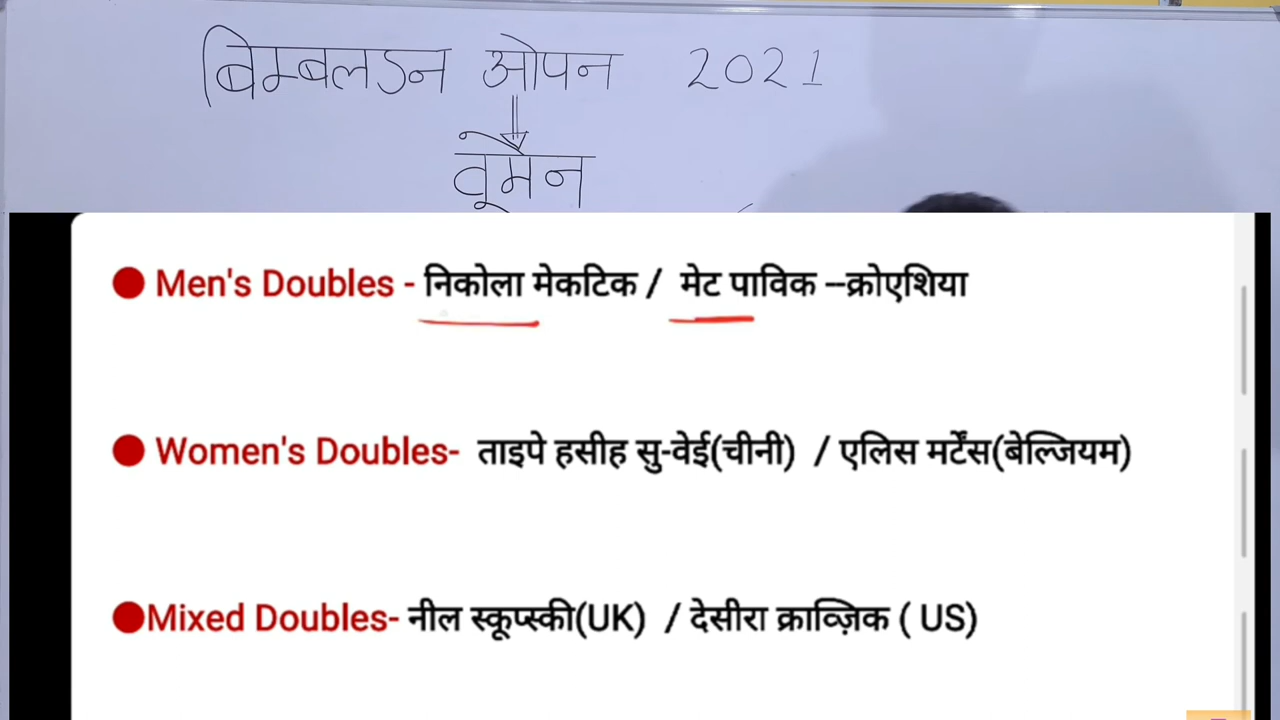 बिम्बलडन ओपन 2021
वूमैन
Men's Doubles - निकोला मेकटिक / मेट पाविक –क्रोएशिया
Women's Doubles- ताइपे हसीह सु-वेई(चीनी) / एलिस मर्टेंस(बेल्जियम)
Mixed Doubles- नील स्कूप्स्की(UK) / देसीरा क्राव्ज़िक ( US)